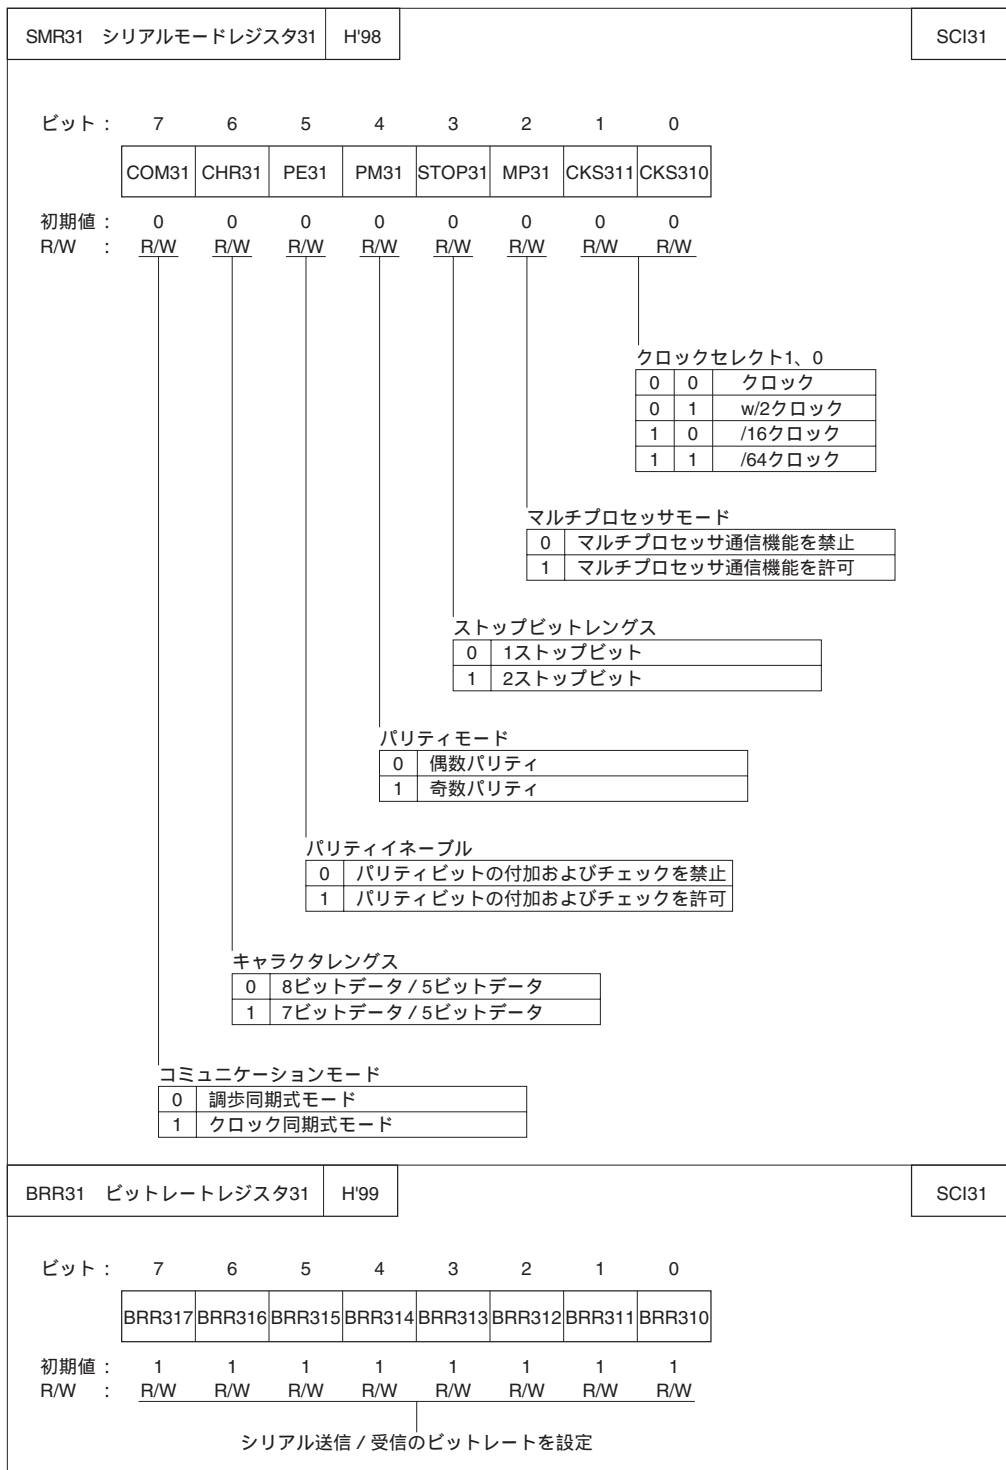 SMR31 シリアルモードレジスタ31 H'98 SCI31
ビット： 7 6 5 4 3 2 1 0
COM31 CHR31 PE31 PM31 STOP31 MP31 CKS311 CKS310
初期値： 0 0 0 0 0 0 0 0
R/W ： R/W R/W R/W R/W R/W R/W R/W R/W
クロックセレクト1、0
0 0 クロック
0 1 w/2クロック
1 0 /16クロック
1 1 /64クロック
マルチプロセッサモード
0 マルチプロセッサ通信機能を禁止
1 マルチプロセッサ通信機能を許可
ストップビットレングス
0 1ストップビット
1 2ストップビット
パリティモード
0 偶数パリティ
1 奇数パリティ
パリティイネーブル
0 パリティビットの付加およびチェックを禁止
1 パリティビットの付加およびチェックを許可
キャラクタレングス
0 8ビットデータ / 5ビットデータ
1 7ビットデータ / 5ビットデータ
コミュニケーションモード
0 調歩同期式モード
1 クロック同期式モード
BRR31 ビットレートレジスタ31 H'99 SCI31
ビット： 7 6 5 4 3 2 1 0
BRR317 BRR316 BRR315 BRR314 BRR313 BRR312 BRR311 BRR310
初期値： 1 1 1 1 1 1 1 1
R/W ： R/W R/W R/W R/W R/W R/W R/W R/W
シリアル送信 / 受信のビットレートを設定